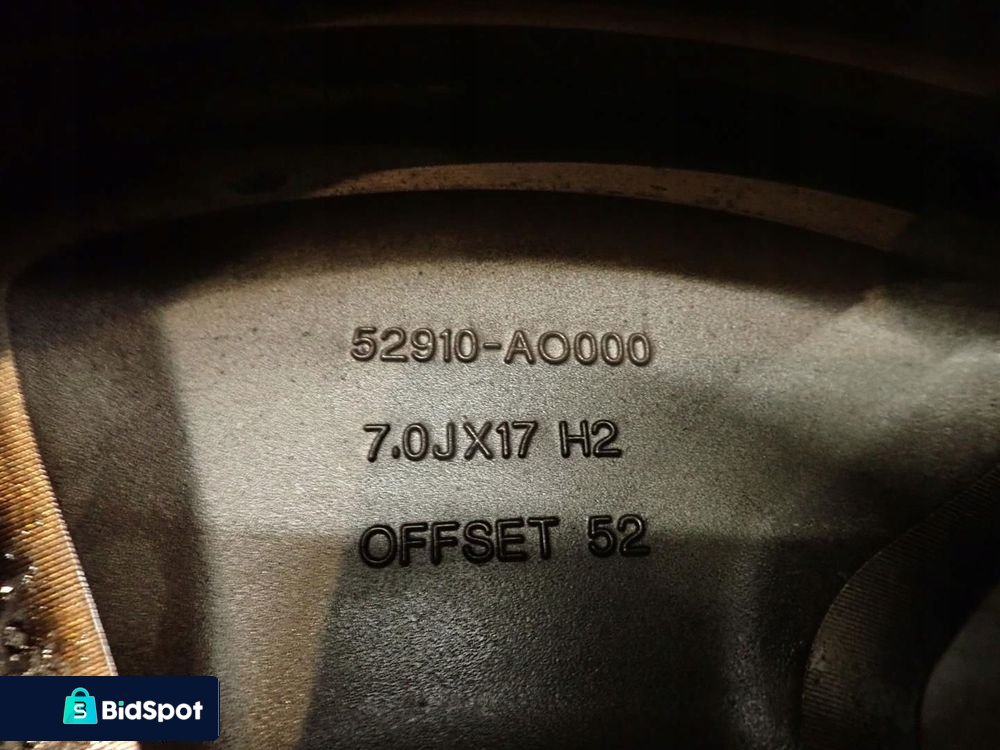 52910-AO000
7.0JX17 H2
OFFSET 52
S BidSpot